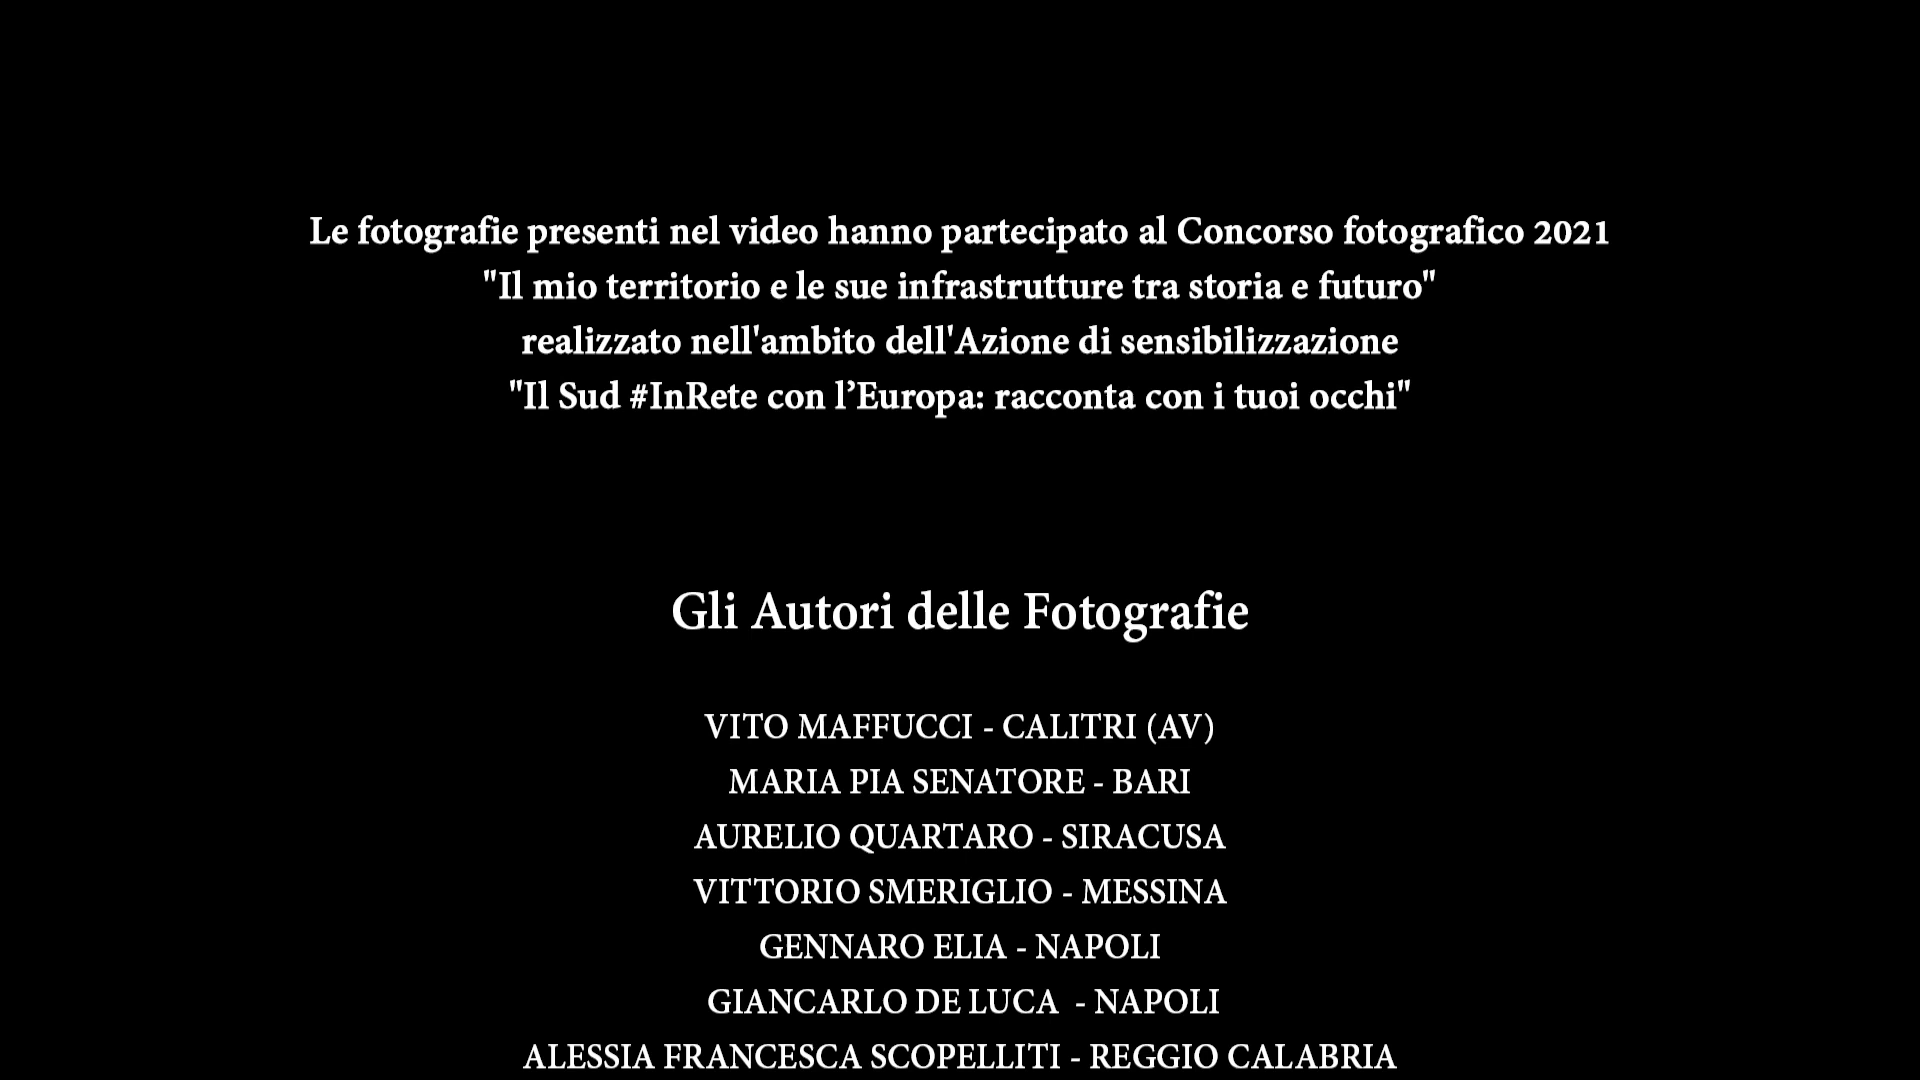 Le fotografie presenti nel video hanno partecipato al Concorso fotografico 2021
"Il mio territorio e le sue infrastrutture tra storia e futuro"
realizzato nell'ambito dell'Azione di sensibilizzazione
"Il Sud #InRete con l’Europa: racconta con i tuoi occhi"
Gli Autori delle Fotografie
VITO MAFFUCCI - CALITRI (AV)
MARIA PIA SENATORE - BARI
AURELIO QUARTARO - SIRACUSA
VITTORIO SMERIGLIO - MESSINA
GENNARO ELIA - NAPOLI
GIANCARLO DE LUCA  - NAPOLI
ALESSIA FRANCESCA SCOPELLITI - REGGIO CALABRIA